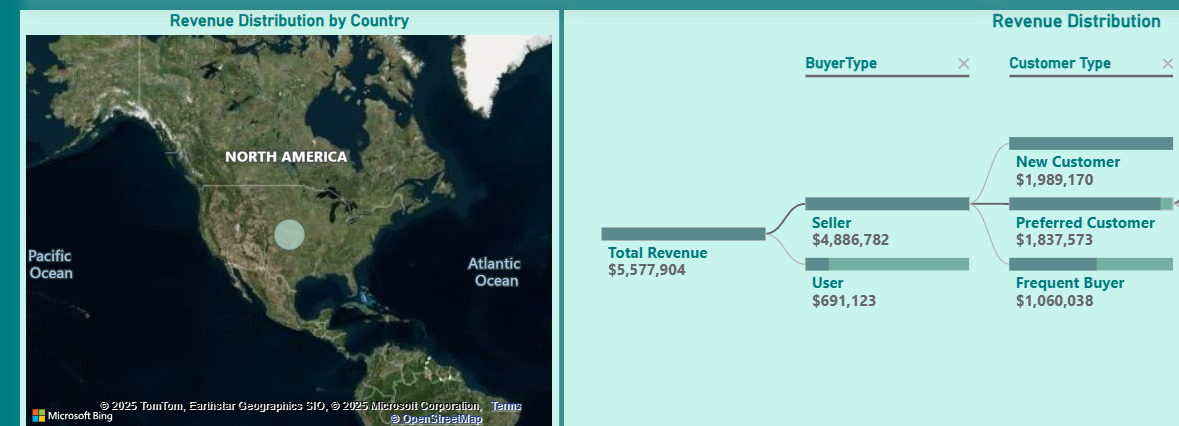 Revenue Distribution by Country
NORTH AMERICA
Pacific
Ocean
Atlantic
Ocean
© 2025 TomTom, Earthstar Geographics SIO, © 2025 Microsoft Corporation, Terms
© OpenStreetMap
Microsoft Bing
Revenue Distribution
BuyerType
Customer Type
Total Revenue
$5,577,904
Seller
$4,886,782
User
$691,123
New Customer
$1,989,170
Preferred Customer
$1,837,573
Frequent Buyer
$1,060,038